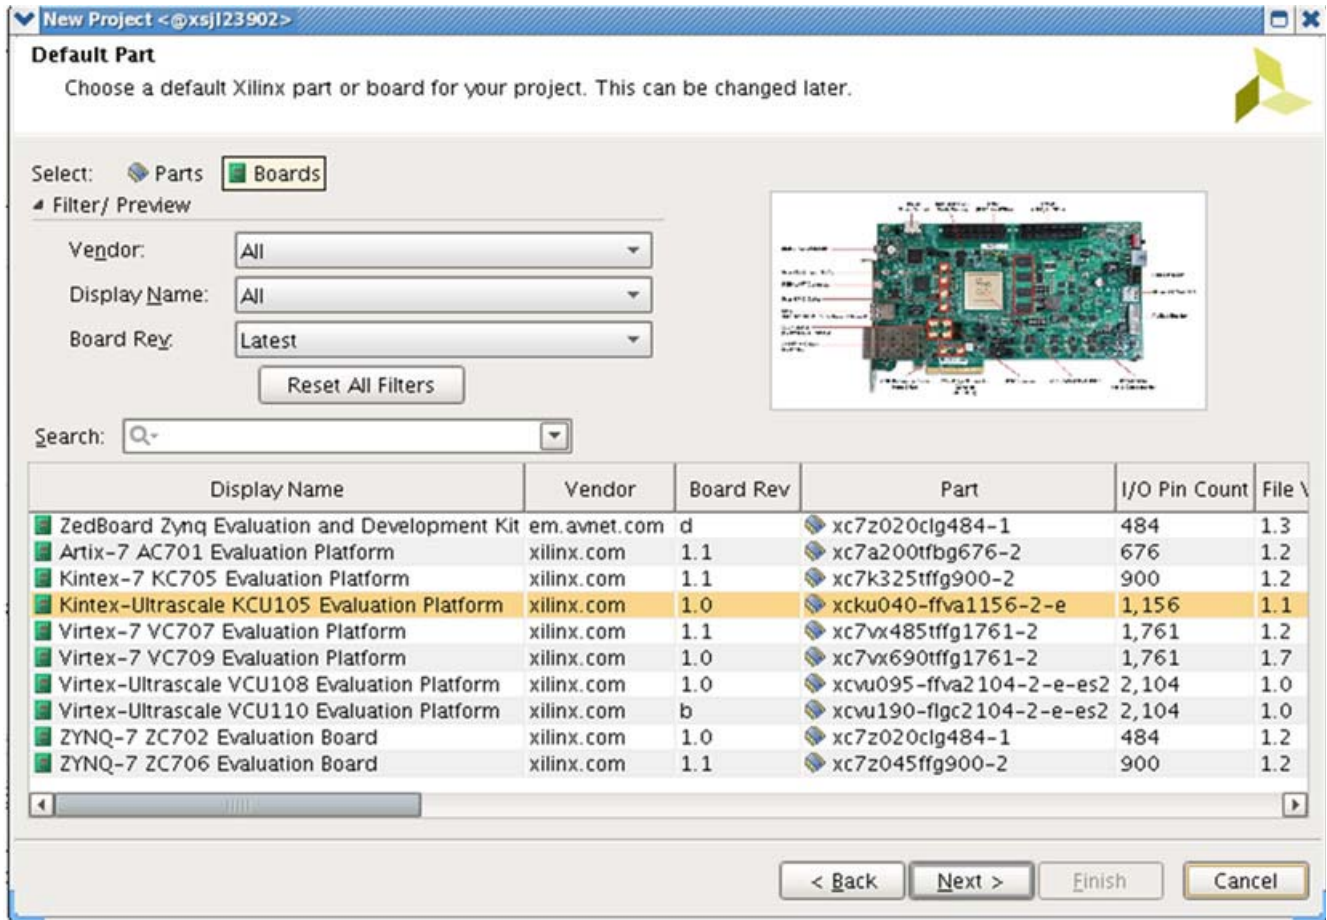 New Project <@xsjl23902>
Default Part
Choose a default Xilinx part or board for your project. This can be changed later.
Select: Parts Boards
Filter/ Preview
Vendor: All
Display Name: All
Board Rev: Latest
Reset All Filters
Search:
Display Name Vendor Board Rev Part I/O Pin Count File
ZedBoard Zynq Evaluation and Development Kit em.avnet.com d xc7z020clg484-1 484 1.3
Artix-7 AC701 Evaluation Platform xilinx.com 1.1 xc7a200tfbg676-2 676 1.2
Kintex-7 KC705 Evaluation Platform xilinx.com 1.1 xc7k325tffg900-2 900 1.2
Kintex-Ultrascale KCU105 Evaluation Platform xilinx.com 1.0 xcku040-ffva1156-2-e 1,156 1.1
Virtex-7 VC707 Evaluation Platform xilinx.com 1.1 xc7vx485tffg1761-2 1,761 1.2
Virtex-7 VC709 Evaluation Platform xilinx.com 1.0 xc7vx690tffg1761-2 1,761 1.7
Virtex-Ultrascale VCU108 Evaluation Platform xilinx.com 1.0 xcvu095-ffva2104-2-e-es2 2,104 1.0
Virtex-Ultrascale VCU110 Evaluation Platform xilinx.com b xcvu190-flgc2104-2-e-es2 2,104 1.0
ZYNQ-7 ZC702 Evaluation Board xilinx.com 1.0 xc7z020clg484-1 484 1.2
ZYNQ-7 ZC706 Evaluation Board xilinx.com 1.1 xc7z045ffg900-2 900 1.2
< Back Next > Finish Cancel